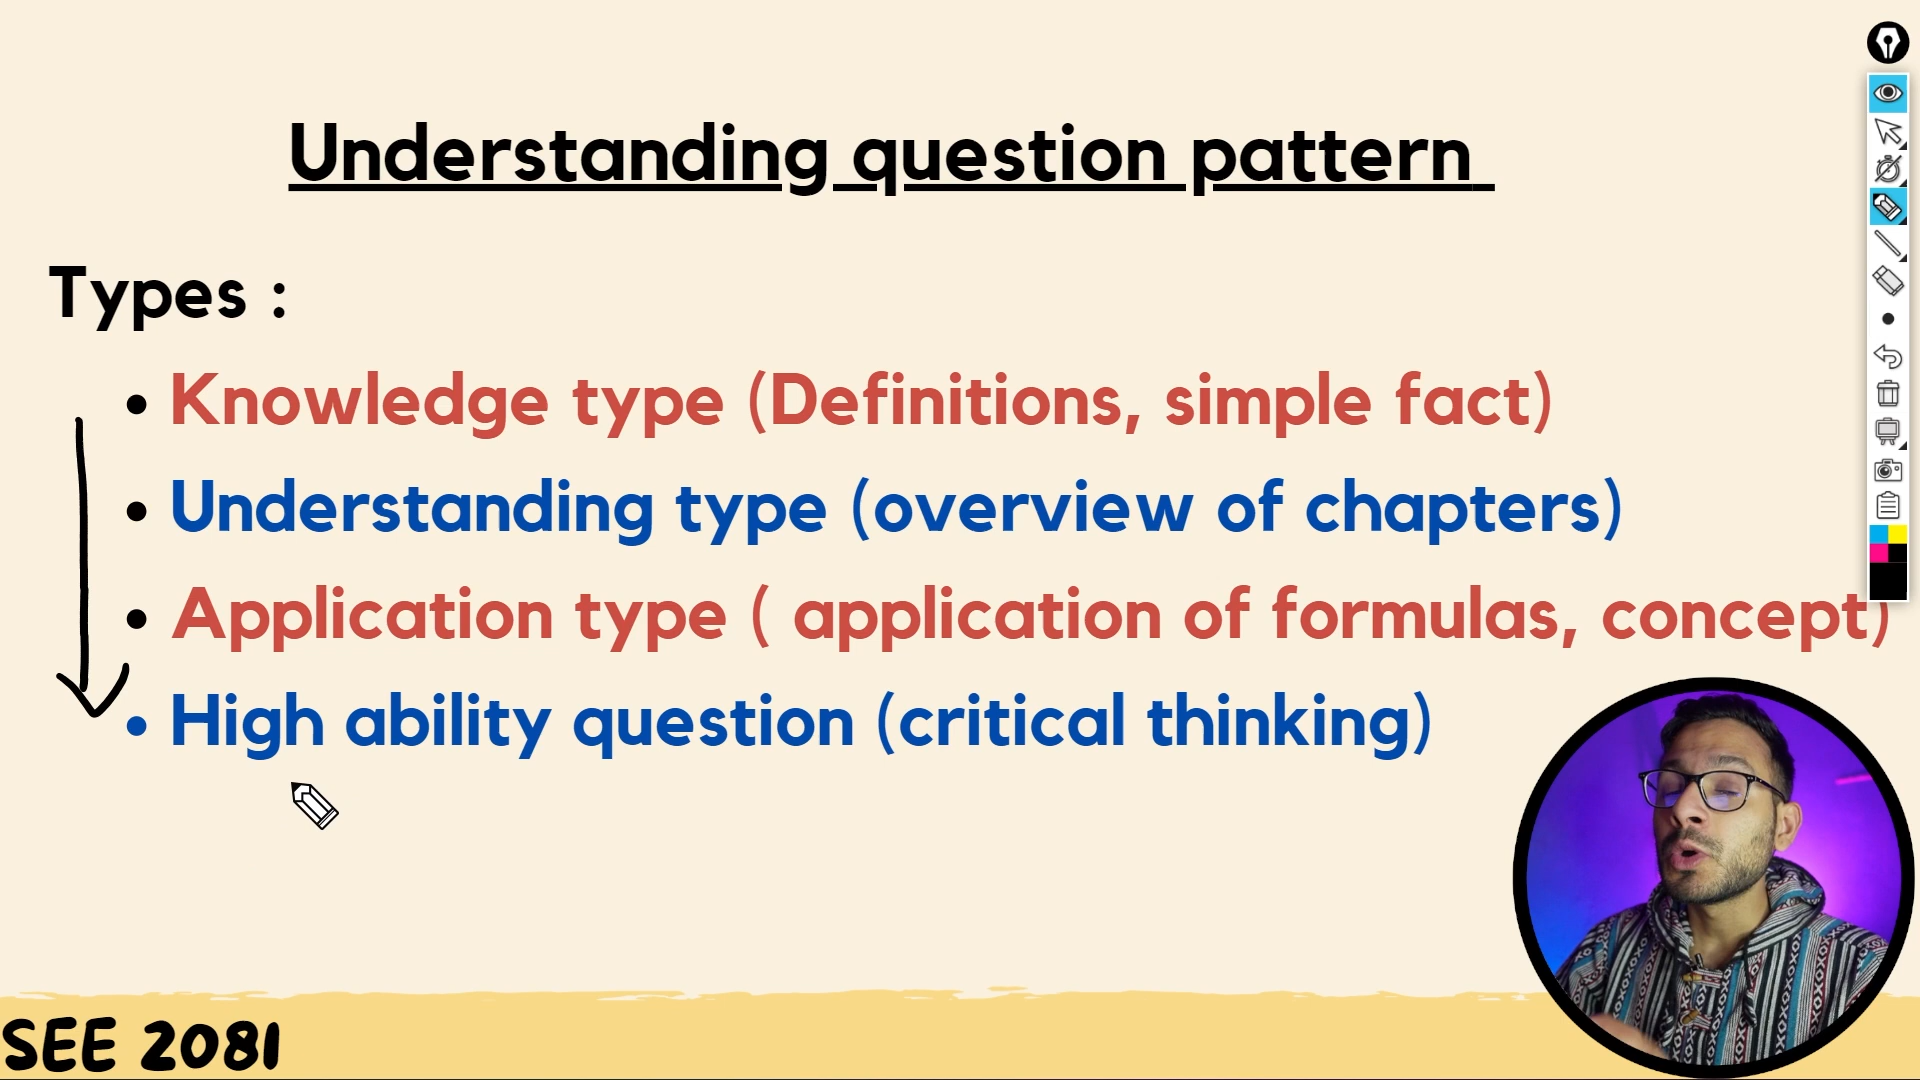 Understanding question pattern
Types :
• Knowledge type (Definitions, simple fact)
• Understanding type (overview of chapters)
• Application type ( application of formulas, concept)
• High ability question (critical thinking)
SEE 2081